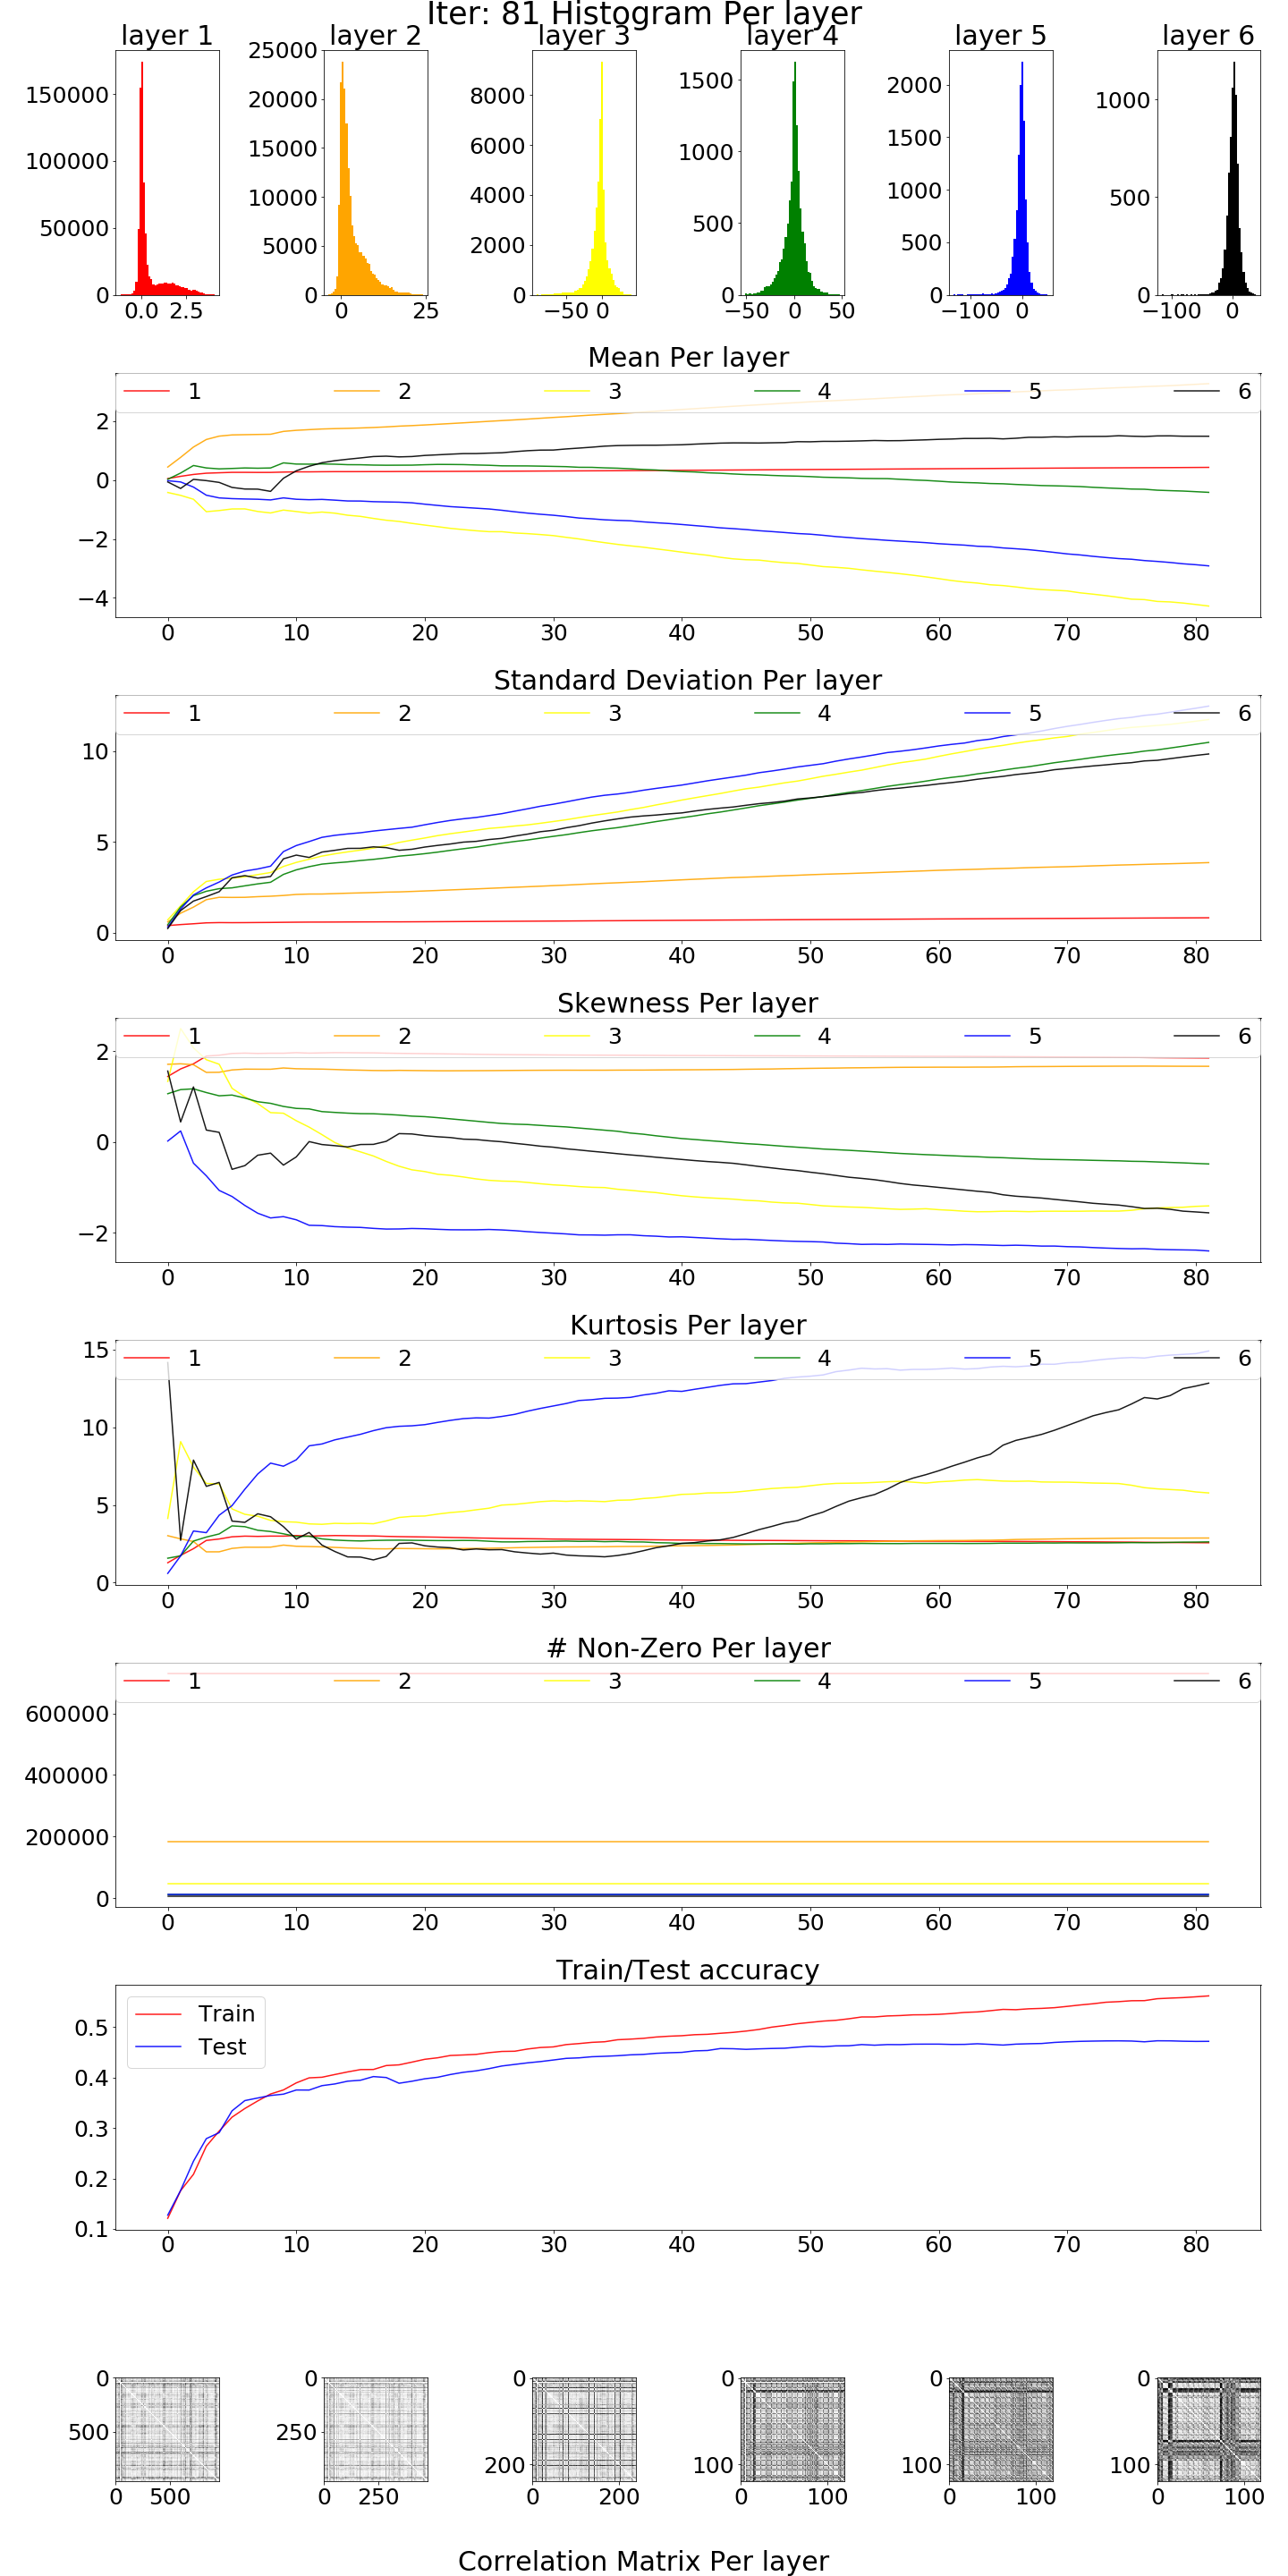 Iter: 81 Histogram Per layer
layer 1 layer 2 layer 3 layer 4 layer 5 layer 6
150000 100000 50000 0
0.0 2.5
25000 20000 15000 10000 5000 0
0 25
8000 6000 4000 2000 0
−50 0
1500 1000 500 0
−50 0 50
2000 1500 1000 500 0
−100 0
1000 500 0
−100 0
Mean Per layer
1 2 3 4 5 6
2 0 −2 −4
0 10 20 30 40 50 60 70 80
Standard Deviation Per layer
1 2 3 4 5 6
10 5 0
0 10 20 30 40 50 60 70 80
Skewness Per layer
1 2 3 4 5 6
2 0 −2
0 10 20 30 40 50 60 70 80
Kurtosis Per layer
1 2 3 4 5 6
15 10 5 0
0 10 20 30 40 50 60 70 80
# Non-Zero Per layer
1 2 3 4 5 6
600000 400000 200000 0
0 10 20 30 40 50 60 70 80
Train/Test accuracy
Train
Test
0.5 0.4 0.3 0.2 0.1
0 10 20 30 40 50 60 70 80
0 500
0 500
0 250
0 250
0 200
0 200
0 100
0 100
0 100
0 100
0 100
0 100
Correlation Matrix Per layer